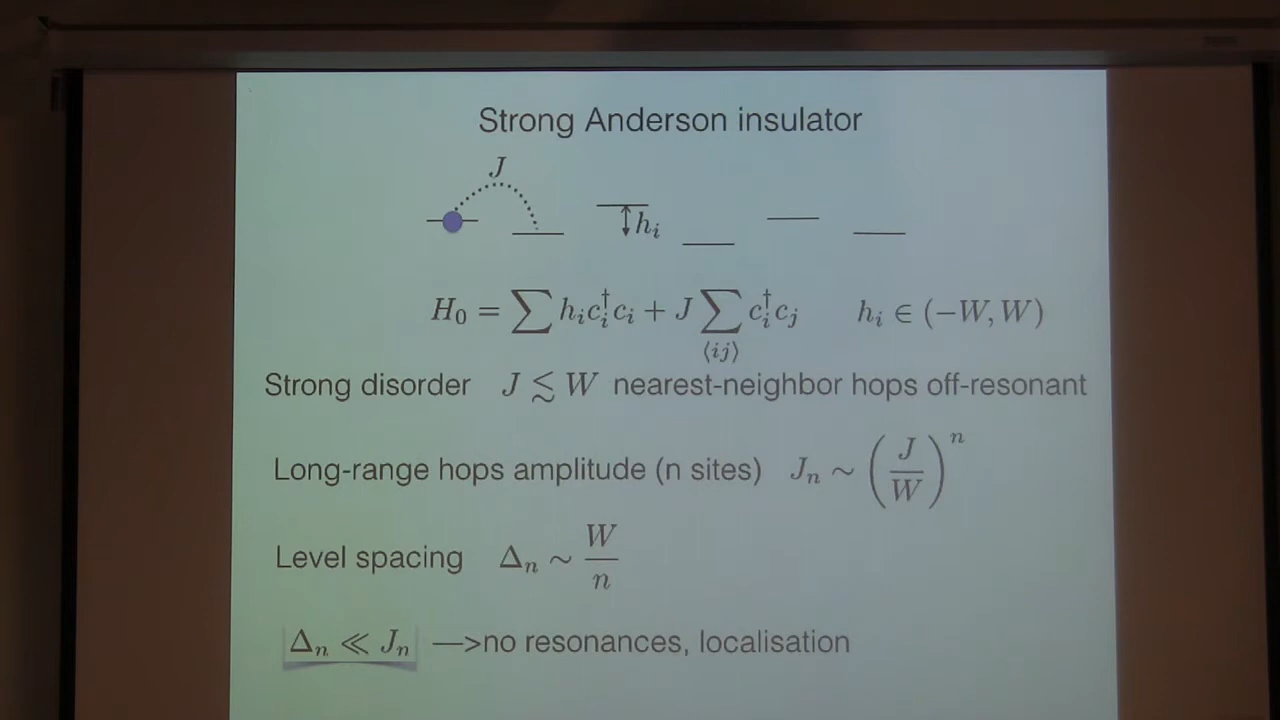 Strong Anderson insulator
J
h_i
H_0 = ∑ h_i c_i^† c_i + J ∑_{⟨ij⟩} c_i^† c_j h_i ∈ (−W, W)
Strong disorder J ≲ W nearest-neighbor hops off-resonant
Long-range hops amplitude (n sites) J_n ∼ (J/W)^n
Level spacing Δ_n ∼ W/n
Δ_n ≪ J_n —>no resonances, localisation